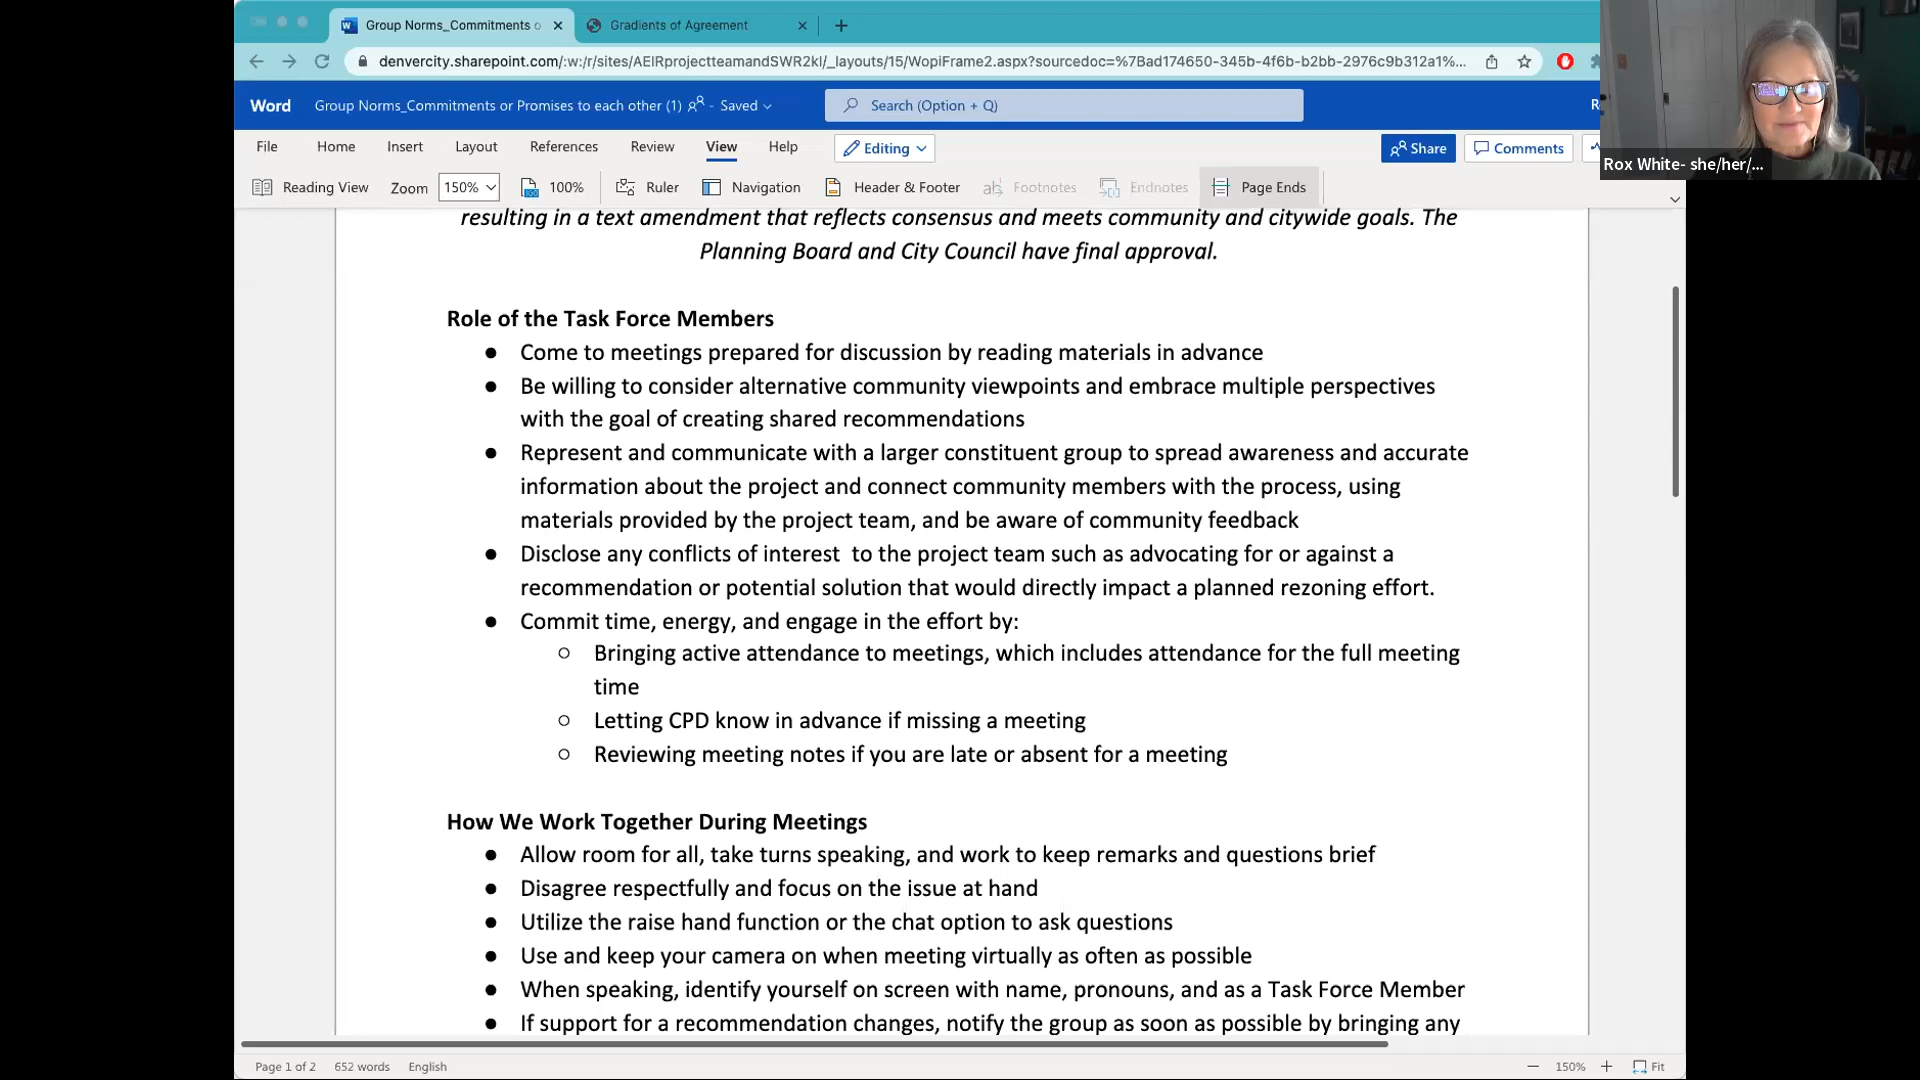 Group Norms_Commitments o
Gradients of Agreement
denvercity.sharepoint.com/:w:/r/sites/AEIRprojectteamandSWR2kl/_layouts/15/WopiFrame2.aspx?sourcedoc=%7Bad174650-345b-4f6b-b2bb-2976c9b312a1%...
Word
Group Norms_Commitments or Promises to each other (1) - Saved
Search (Option + Q)
R
File Home Insert Layout References Review View Help Editing Share Comments
Reading View Zoom 150% 100% Ruler Navigation Header & Footer Footnotes Endnotes Page Ends
Rox White- she/her/...
resulting in a text amendment that reflects consensus and meets community and citywide goals. The
Planning Board and City Council have final approval.
Role of the Task Force Members
● Come to meetings prepared for discussion by reading materials in advance
● Be willing to consider alternative community viewpoints and embrace multiple perspectives
with the goal of creating shared recommendations
● Represent and communicate with a larger constituent group to spread awareness and accurate
information about the project and connect community members with the process, using
materials provided by the project team, and be aware of community feedback
● Disclose any conflicts of interest  to the project team such as advocating for or against a
recommendation or potential solution that would directly impact a planned rezoning effort.
● Commit time, energy, and engage in the effort by:
○ Bringing active attendance to meetings, which includes attendance for the full meeting
time
○ Letting CPD know in advance if missing a meeting
○ Reviewing meeting notes if you are late or absent for a meeting
How We Work Together During Meetings
● Allow room for all, take turns speaking, and work to keep remarks and questions brief
● Disagree respectfully and focus on the issue at hand
● Utilize the raise hand function or the chat option to ask questions
● Use and keep your camera on when meeting virtually as often as possible
● When speaking, identify yourself on screen with name, pronouns, and as a Task Force Member
● If support for a recommendation changes, notify the group as soon as possible by bringing any
Page 1 of 2 652 words English 150% Fit